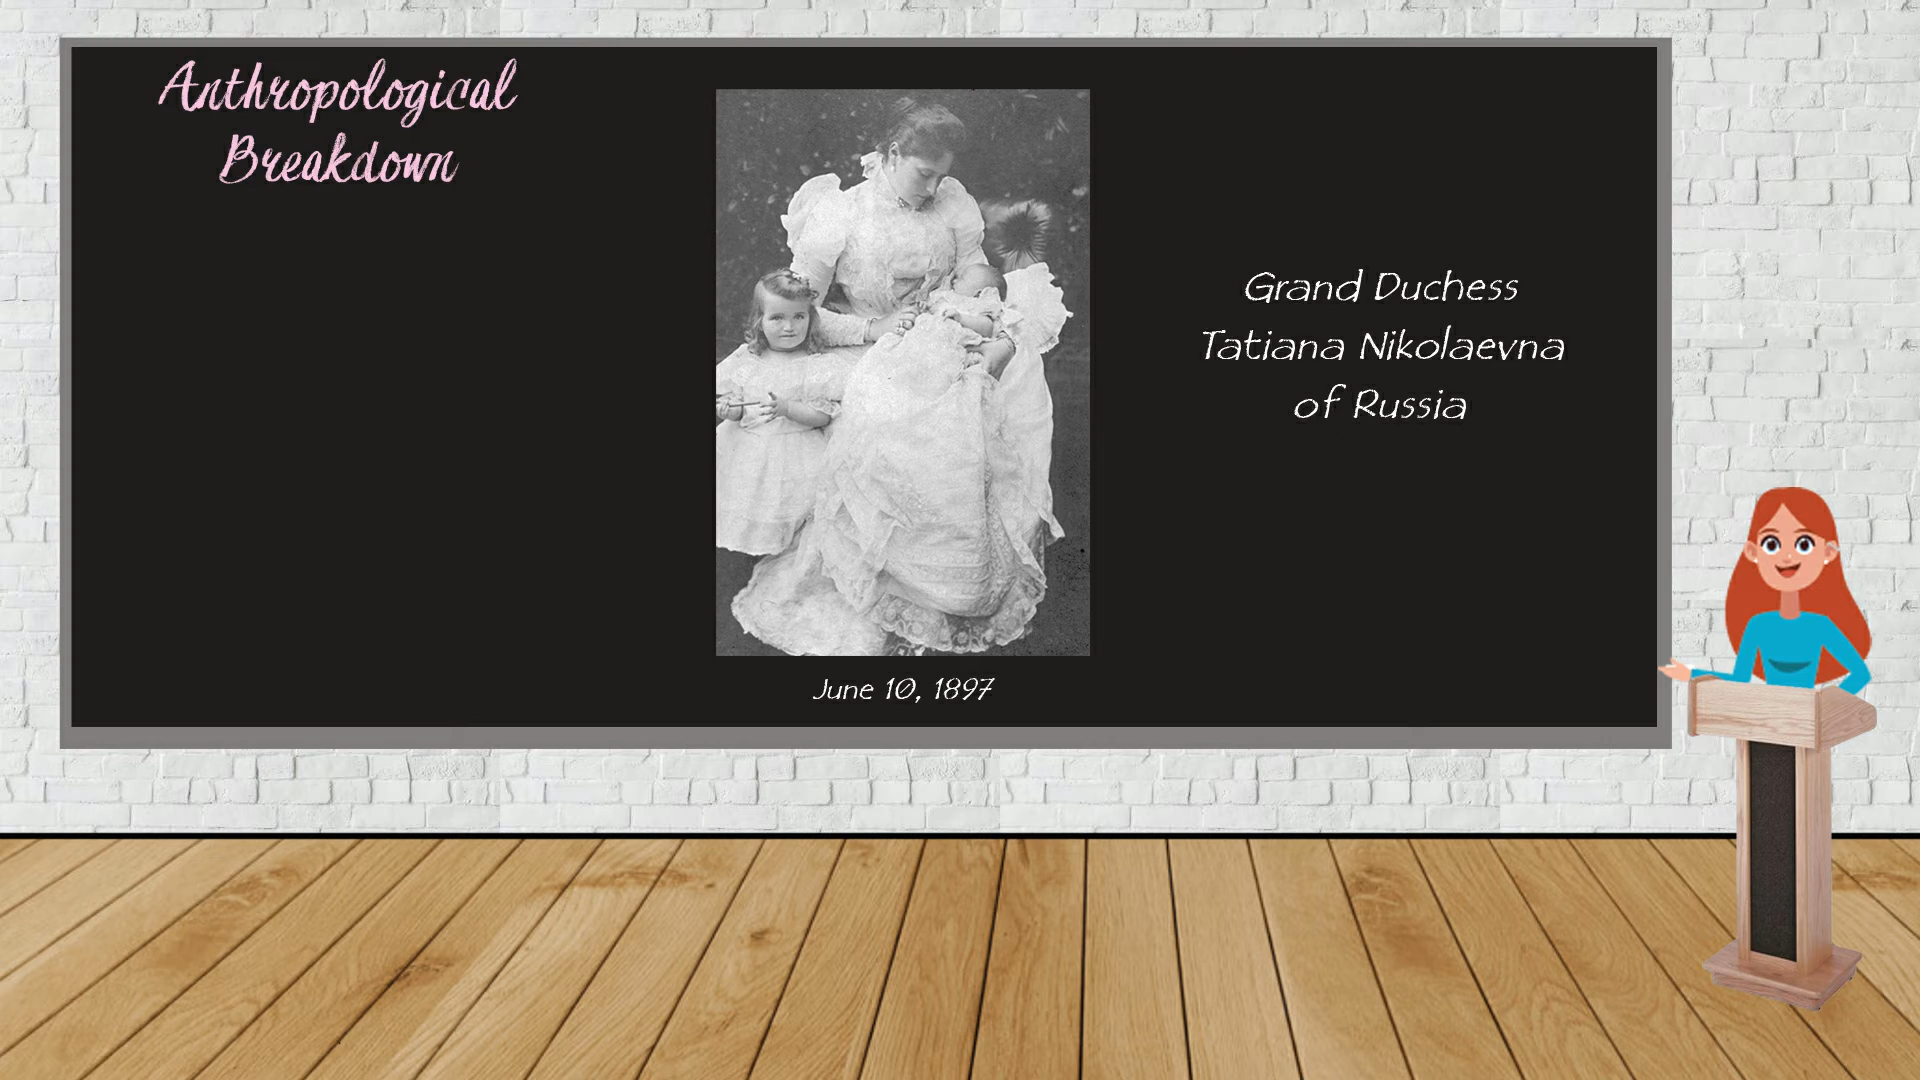 Anthropological
Breakdown
Grand Duchess
Tatiana Nikolaevna
of Russia
June 10, 1897